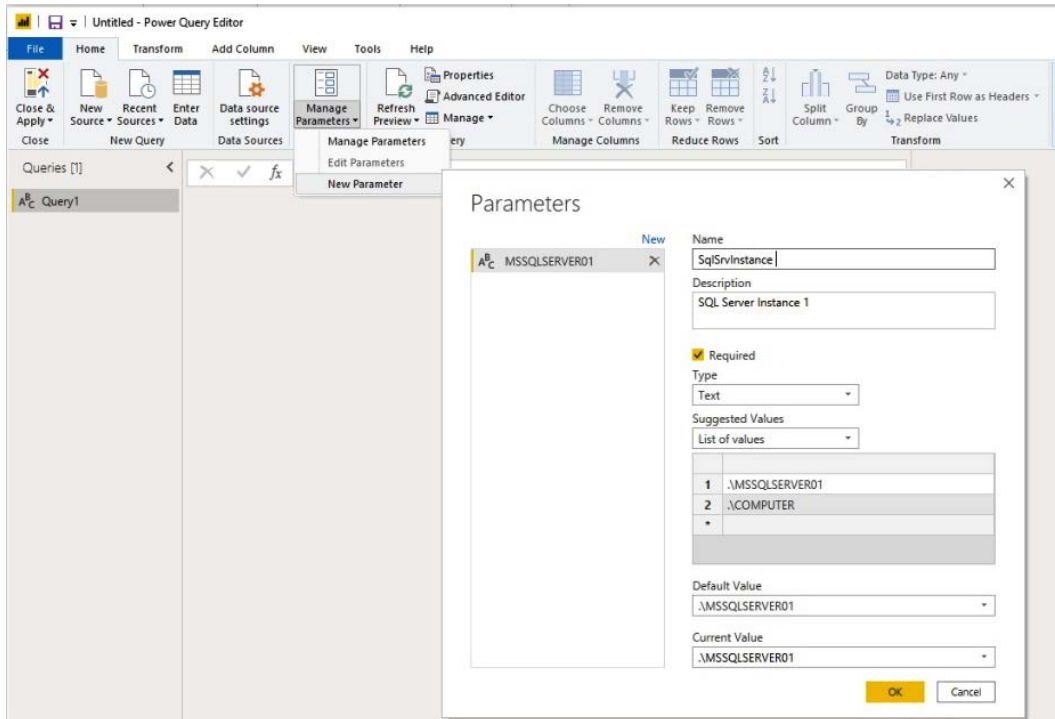 Untitled - Power Query Editor
File Home Transform Add Column View Tools Help
Close & Apply
New Source
Recent Sources
Enter Data
Data source settings
Manage Parameters
Refresh Preview
Properties
Advanced Editor
Manage
Choose Columns
Remove Columns
Keep Rows
Remove Rows
Split Column
Group By
Data Type: Any
Use First Row as Headers
Replace Values
Close New Query Data Sources ery Manage Columns Reduce Rows Sort Transform
Manage Parameters
Edit Parameters
New Parameter
Queries [1]
fx
ABC Query1
Parameters
New
ABC MSSQLSERVER01
Name
SqlSrvInstance
Description
SQL Server Instance 1
Required
Type
Text
Suggested Values
List of values
1 .\MSSQLSERVER01
2 .\COMPUTER
*
Default Value
.\MSSQLSERVER01
Current Value
.\MSSQLSERVER01
OK Cancel